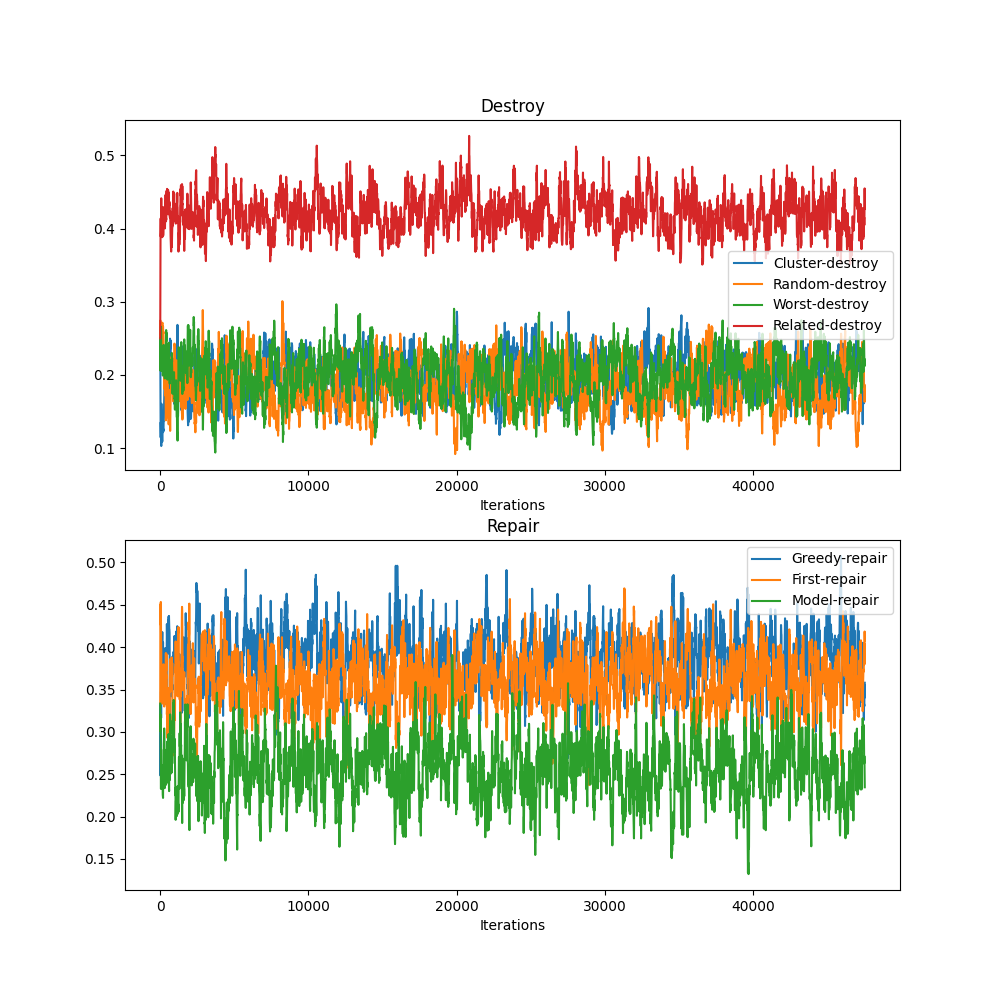 Destroy
0.5
0.4
0.3
0.2
0.1
Cluster-destroy
Random-destroy
Worst-destroy
Related-destroy
0 10000 20000 30000 40000
Iterations
Repair
0.50
0.45
0.40
0.35
0.30
0.25
0.20
0.15
Greedy-repair
First-repair
Model-repair
0 10000 20000 30000 40000
Iterations